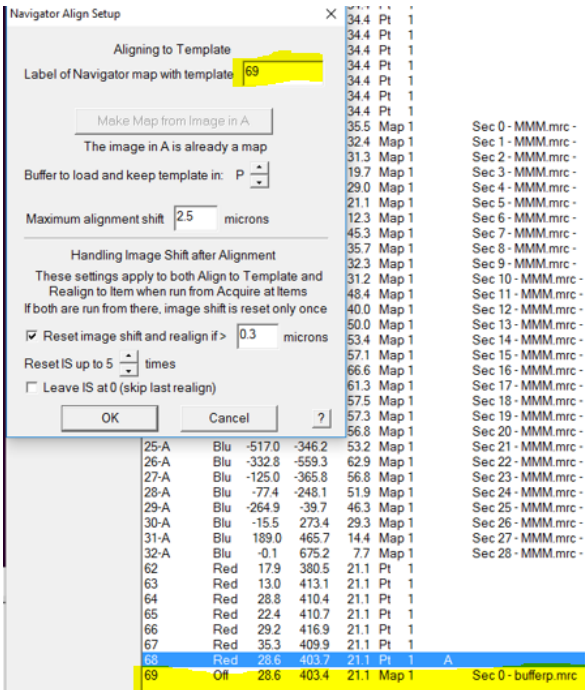 Navigator Align Setup
Aligning to Template
Label of Navigator map with template 69
Make Map from Image in A
The image in A is already a map
Buffer to load and keep template in: P
Maximum alignment shift 2.5 microns
Handling Image Shift after Alignment
These settings apply to both Align to Template and
Realign to Item when run from Acquire at Items
If both are run from there, image shift is reset only once
Reset image shift and realign if > 0.3 microns
Reset IS up to 5 times
Leave IS at 0 (skip last realign)
OK Cancel ?
34.4 Pt 1
34.4 Pt 1
34.4 Pt 1
34.4 Pt 1
34.4 Pt 1
34.4 Pt 1
34.4 Pt 1
35.5 Map 1 Sec 0 - MMM.mrc -
32.4 Map 1 Sec 1 - MMM.mrc -
31.3 Map 1 Sec 2 - MMM.mrc -
19.7 Map 1 Sec 3 - MMM.mrc -
29.0 Map 1 Sec 4 - MMM.mrc -
21.1 Map 1 Sec 5 - MMM.mrc -
12.3 Map 1 Sec 6 - MMM.mrc -
45.3 Map 1 Sec 7 - MMM.mrc -
35.7 Map 1 Sec 8 - MMM.mrc -
32.3 Map 1 Sec 9 - MMM.mrc -
31.2 Map 1 Sec 10 - MMM.mrc -
48.4 Map 1 Sec 11 - MMM.mrc -
40.0 Map 1 Sec 12 - MMM.mrc -
50.0 Map 1 Sec 13 - MMM.mrc -
53.4 Map 1 Sec 14 - MMM.mrc -
57.1 Map 1 Sec 15 - MMM.mrc -
66.6 Map 1 Sec 16 - MMM.mrc -
61.3 Map 1 Sec 17 - MMM.mrc -
57.5 Map 1 Sec 18 - MMM.mrc -
57.3 Map 1 Sec 19 - MMM.mrc -
56.8 Map 1 Sec 20 - MMM.mrc -
25-A Blu -517.0 -346.2 53.2 Map 1 Sec 21 - MMM.mrc -
26-A Blu -332.8 -559.3 62.9 Map 1 Sec 22 - MMM.mrc -
27-A Blu -125.0 -365.8 56.8 Map 1 Sec 23 - MMM.mrc -
28-A Blu -77.4 -248.1 51.9 Map 1 Sec 24 - MMM.mrc -
29-A Blu -264.9 -39.7 46.3 Map 1 Sec 25 - MMM.mrc -
30-A Blu -15.5 273.4 29.3 Map 1 Sec 26 - MMM.mrc -
31-A Blu 189.0 465.7 14.4 Map 1 Sec 27 - MMM.mrc -
32-A Blu -0.1 675.2 7.7 Map 1 Sec 28 - MMM.mrc -
62 Red 17.9 380.5 21.1 Pt 1
63 Red 13.0 413.1 21.1 Pt 1
64 Red 28.8 410.4 21.1 Pt 1
65 Red 22.4 410.7 21.1 Pt 1
66 Red 29.2 416.9 21.1 Pt 1
67 Red 35.3 409.9 21.1 Pt 1
68 Red 28.6 403.7 21.1 Pt 1 A
69 Off 28.6 403.4 21.1 Map 1 Sec 0 - bufferp.mrc